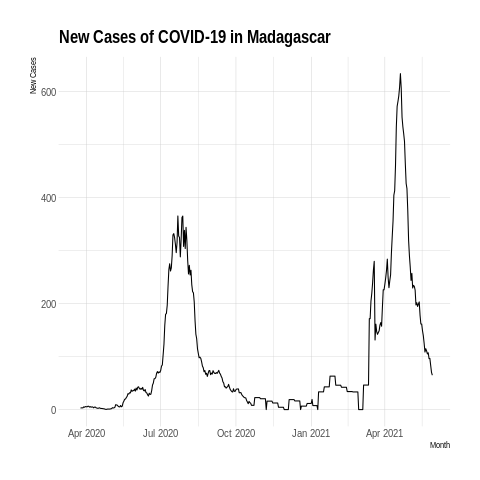 New Cases of COVID-19 in Madagascar
New Cases
600
400
200
0
Apr 2020 Jul 2020 Oct 2020 Jan 2021 Apr 2021
Month